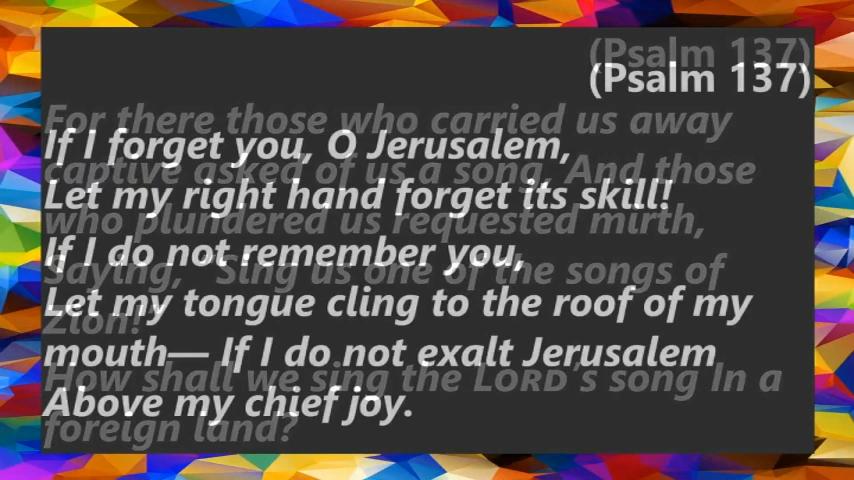 (Psalm 137)
(Psalm 137)
For there those who carried us away
If I forget you, O Jerusalem,
captive asked of us a song, And those
Let my right hand forget its skill!
who plundered us requested mirth,
If I do not remember you,
Saying, "Sing us one of the songs of
Let my tongue cling to the roof of my
Zion!"
mouth— If I do not exalt Jerusalem
How shall we sing the LORD's song In a
Above my chief joy.
foreign land?